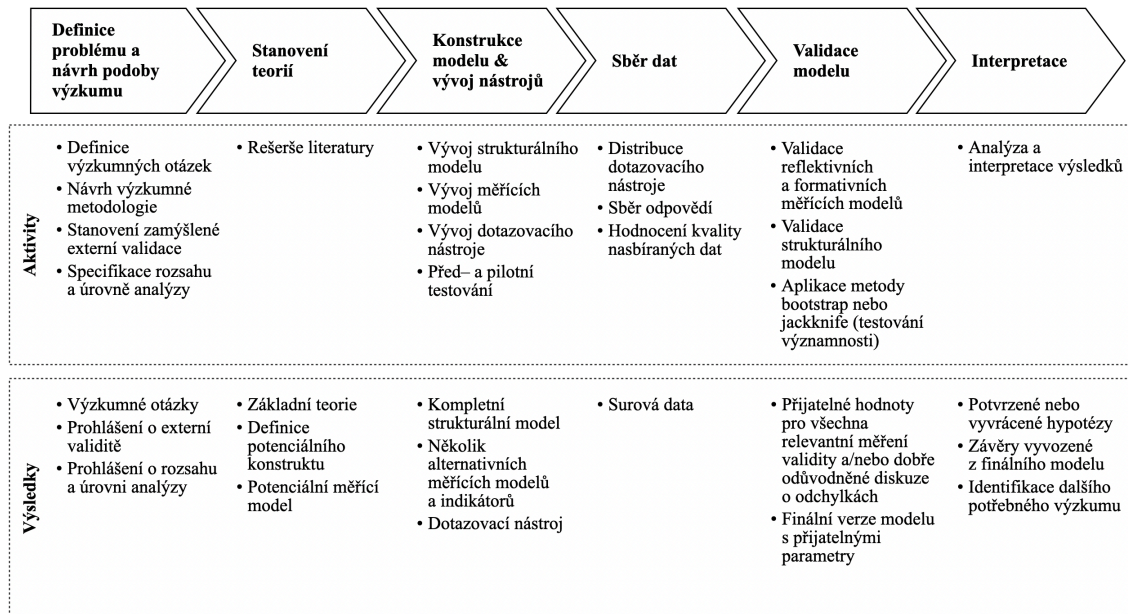 Definice
problému a
návrh podoby
výzkumu
Stanovení
teorií
Konstrukce
modelu &
vývoj nástrojů
Sběr dat
Validace
modelu
Interpretace
Aktivity
• Definice
výzkumných otázek
• Návrh výzkumné
metodologie
• Stanovení zamýšlené
externí validace
• Specifikace rozsahu
a úrovně analýzy
• Rešerše literatury
• Vývoj strukturálního
modelu
• Vývoj měřících
modelů
• Vývoj dotazovacího
nástroje
• Před– a pilotní
testování
• Distribuce
dotazovacího
nástroje
• Sběr odpovědí
• Hodnocení kvality
nasbíraných dat
• Validace
reflektivních
a formativních
měřících modelů
• Validace
strukturálního
modelu
• Aplikace metody
bootstrap nebo
jackknife (testování
významnosti)
• Analýza a
interpretace výsledků
Výsledky
• Výzkumné otázky
• Prohlášení o externí
validitě
• Prohlášení o rozsahu
a úrovni analýzy
• Základní teorie
• Definice
potenciálního
konstruktu
• Potenciální měřící
model
• Kompletní
strukturální model
• Několik
alternativních
měřících modelů
a indikátorů
• Dotazovací nástroj
• Surová data
• Přijatelné hodnoty
pro všechna
relevantní měření
validity a/nebo dobře
odůvodněné diskuze
o odchylkách
• Finální verze modelu
s přijatelnými
parametry
• Potvrzené nebo
vyvrácené hypotézy
• Závěry vyvozené
z finálního modelu
• Identifikace dalšího
potřebného výzkumu